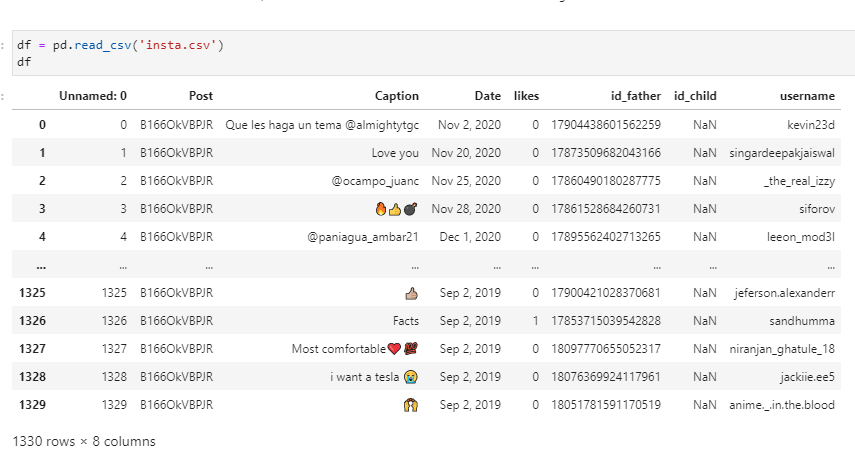 : df = pd.read_csv('insta.csv')
df
: Unnamed: 0 Post Caption Date likes id_father id_child username
0 0 B166OkVBPJR Que les haga un tema @almightytgc Nov 2, 2020 0 17904438601562259 NaN kevin23d
1 1 B166OkVBPJR Love you Nov 20, 2020 0 17873509682043166 NaN singardeepakjaiswal
2 2 B166OkVBPJR @ocampo_juanc Nov 25, 2020 0 17860490180287775 NaN _the_real_izzy
3 3 B166OkVBPJR 🔥👍💣 Nov 28, 2020 0 17861528684260731 NaN siforov
4 4 B166OkVBPJR @paniagua_ambar21 Dec 1, 2020 0 17895562402713265 NaN leeon_mod3l
... ... ... ... ... ... ... ... ...
1325 1325 B166OkVBPJR 👍🏼 Sep 2, 2019 0 17900421028370681 NaN jeferson.alexanderr
1326 1326 B166OkVBPJR Facts Sep 2, 2019 1 17853715039542828 NaN sandhumma
1327 1327 B166OkVBPJR Most comfortable❤️💯 Sep 2, 2019 0 18097770655052317 NaN niranjan_ghatule_18
1328 1328 B166OkVBPJR i want a tesla 😭 Sep 2, 2019 0 18076369924117961 NaN jackiie.ee5
1329 1329 B166OkVBPJR 🙌 Sep 2, 2019 0 18051781591170519 NaN anime._.in.the.blood
1330 rows × 8 columns